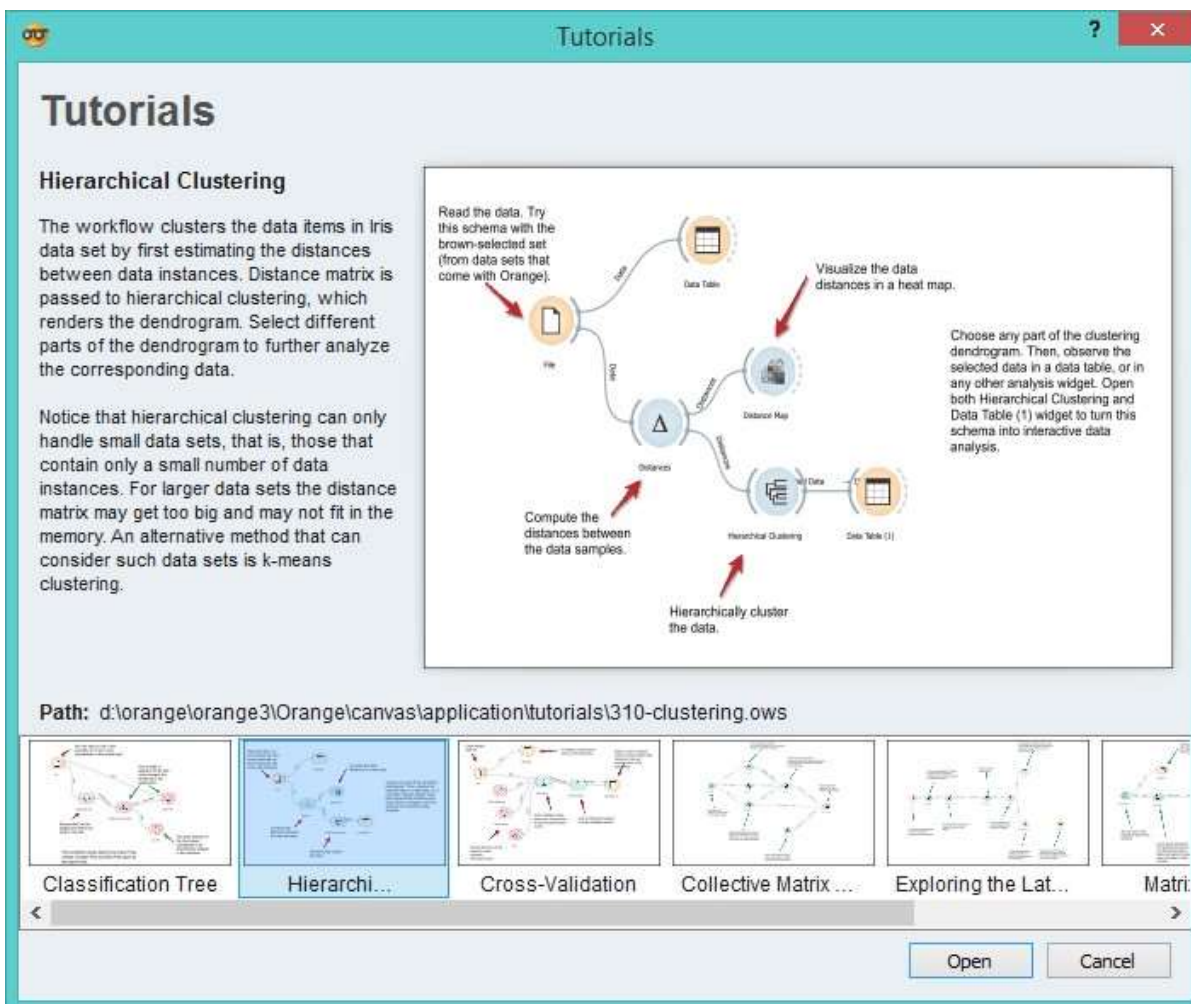 Tutorials
?
Tutorials
Hierarchical Clustering
The workflow clusters the data items in Iris
data set by first estimating the distances
between data instances. Distance matrix is
passed to hierarchical clustering, which
renders the dendrogram. Select different
parts of the dendrogram to further analyze
the corresponding data.
Notice that hierarchical clustering can only
handle small data sets, that is, those that
contain only a small number of data
instances. For larger data sets the distance
matrix may get too big and may not fit in the
memory. An alternative method that can
consider such data sets is k-means
clustering.
Read the data. Try
this schema with the
brown-selected set
(from data sets that
come with Orange).
Data
Data Table
Visualize the data
distances in a heat map.
File
Data
Distances
Distance Map
Choose any part of the clustering
dendrogram. Then, observe the
selected data in a data table, or in
any other analysis widget. Open
both Hierarchical Clustering and
Data Table (1) widget to turn this
schema into interactive data
analysis.
Δ
Distances
Distances
Data
Compute the
distances between
the data samples.
Hierarchical Clustering
Data Table (1)
Hierarchically cluster
the data.
Path: d:\orange\orange3\Orange\canvas\application\tutorials\310-clustering.ows
Classification Tree
Hierarchi...
Cross-Validation
Collective Matrix ...
Exploring the Lat...
Matri
Open
Cancel